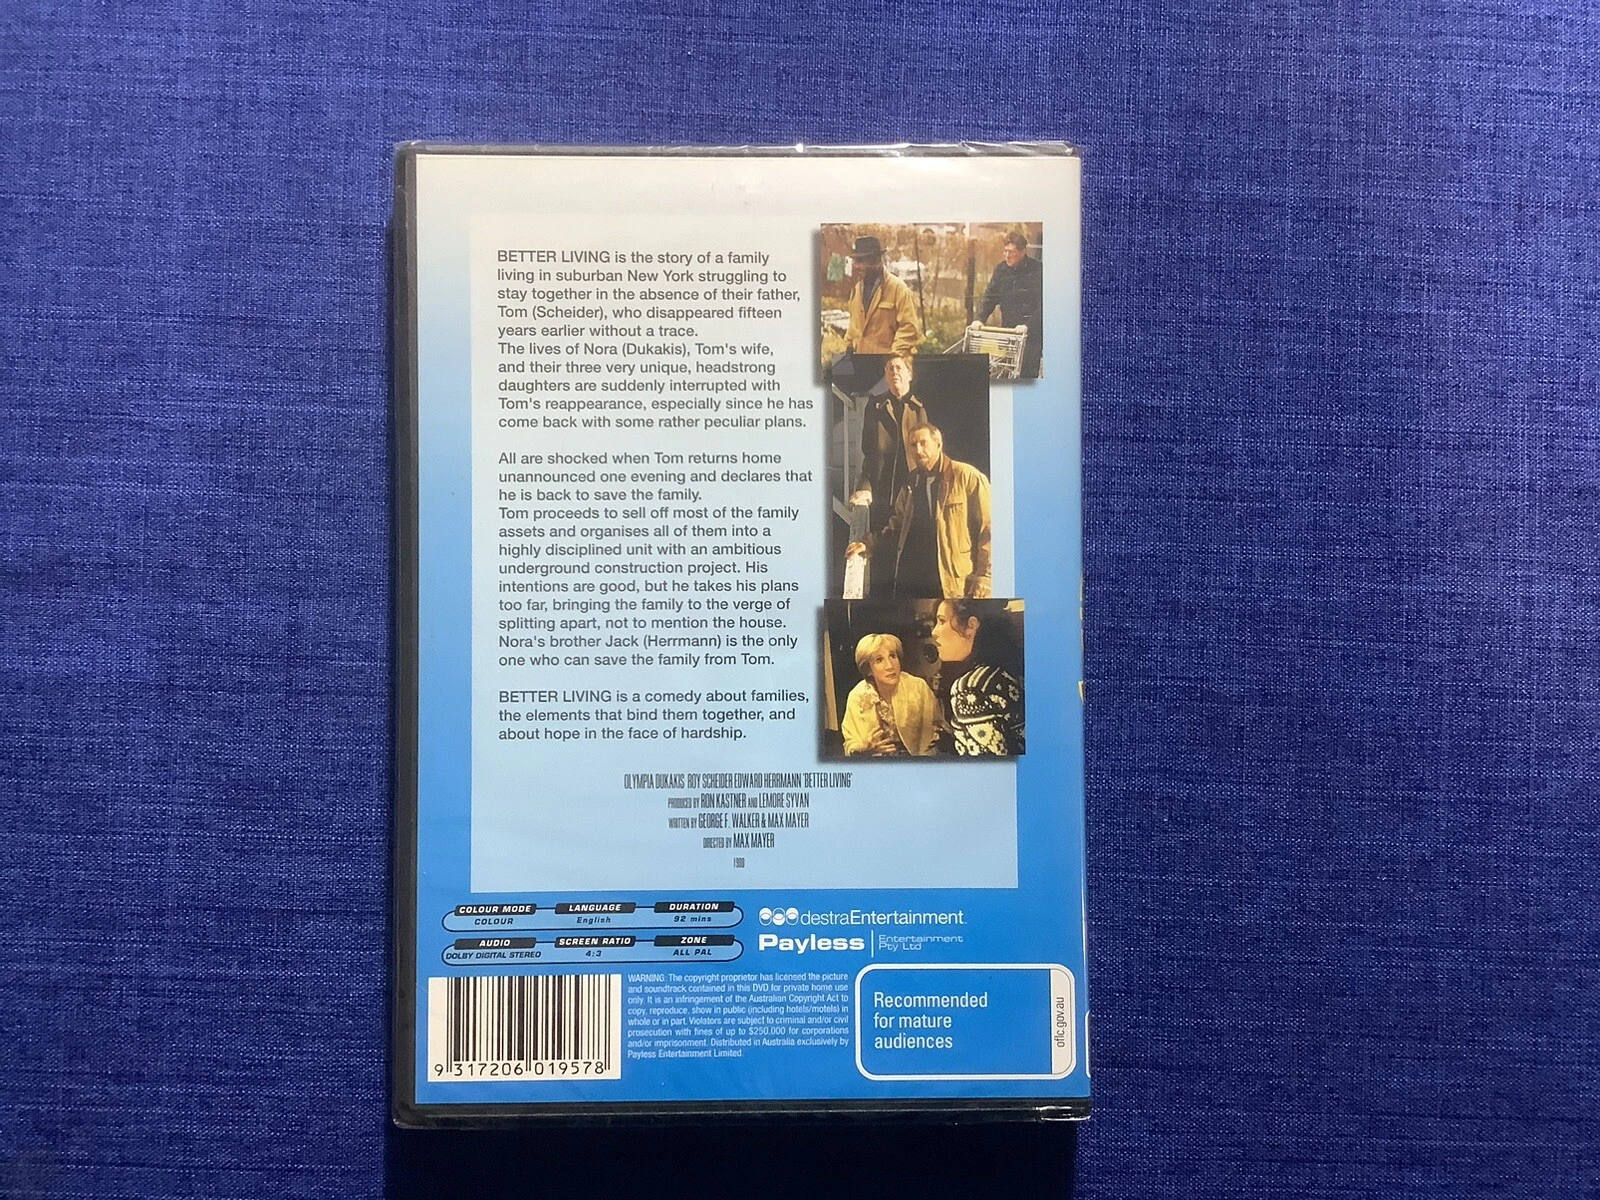 BETTER LIVING is the story of a family
living in suburban New York struggling to
stay together in the absence of their father,
Tom (Scheider), who disappeared fifteen
years earlier without a trace.
The lives of Nora (Dukakis), Tom's wife,
and their three very unique, headstrong
daughters are suddenly interrupted with
Tom's reappearance, especially since he has
come back with some rather peculiar plans.
All are shocked when Tom returns home
unannounced one evening and declares that
he is back to save the family.
Tom proceeds to sell off most of the family
assets and organises all of them into a
highly disciplined unit with an ambitious
underground construction project. His
intentions are good, but he takes his plans
too far, bringing the family to the verge of
splitting apart, not to mention the house.
Nora's brother Jack (Herrmann) is the only
one who can save the family from Tom.
BETTER LIVING is a comedy about families,
the elements that bind them together, and
about hope in the face of hardship.
OLYMPIA DUKAKIS ROY SCHEIDER EDWARD HERRMANN 'BETTER LIVING'
PRODUCED BY RON KASTNER AND LEMORE SYVAN
WRITTEN BY GEORGE F. WALKER & MAX MAYER
DIRECTED BY MAX MAYER
COLOUR MODE LANGUAGE DURATION
COLOUR English 92 mins
AUDIO SCREEN RATIO ZONE
DOLBY DIGITAL STEREO 4:3 ALL PAL
destraEntertainment
Payless Entertainment Pty Ltd
WARNING: The copyright proprietor has licensed the picture
and soundtrack contained in this DVD for private home use
only. It is an infringement of the Australian Copyright Act to
copy, reproduce, show in public (including hotels/motels) in
whole or in part. Violators are subject to criminal and/or civil
prosecution with fines of up to $250,000 for corporations
and/or imprisonment. Distributed in Australia exclusively by
Payless Entertainment Limited.
Recommended
for mature
audiences
oflc.gov.au
9 317206 019578